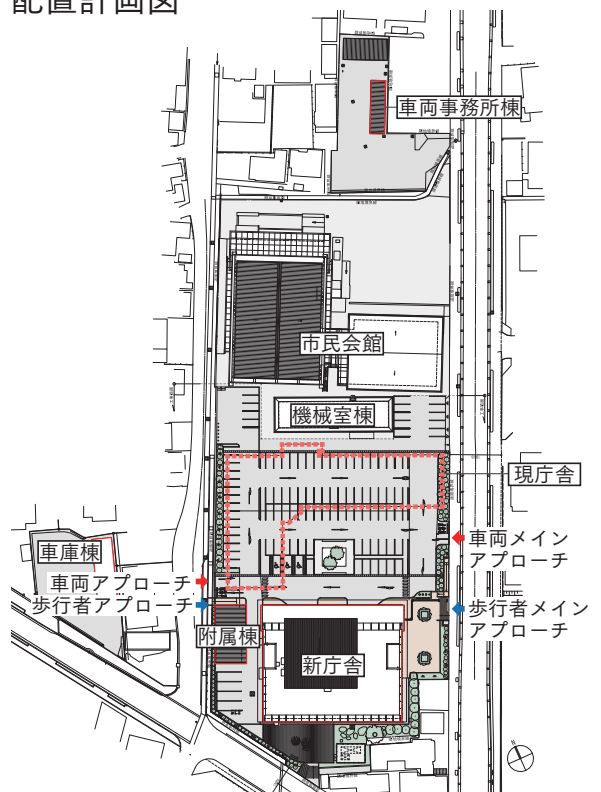 配置計画図
車両事務所棟
市民会館
機械室棟
現庁舎
車両メイン
アプローチ
車庫棟
車両アプローチ
歩行者アプローチ
歩行者メイン
アプローチ
附属棟
新庁舎
N